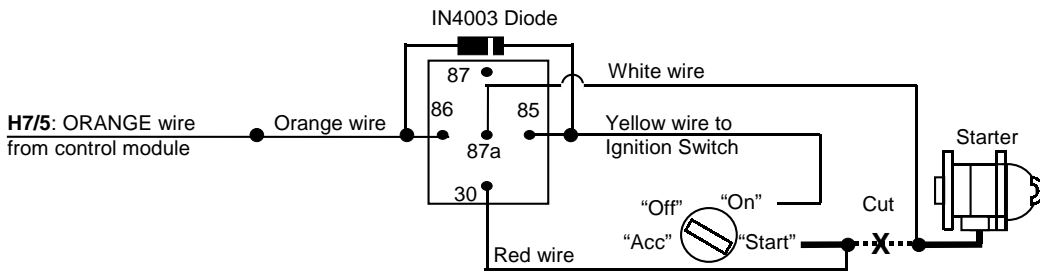 IN4003 Diode
87
White wire
H7/5: ORANGE wire
from control module
Orange wire
86
85
87a
Yellow wire to
Ignition Switch
Starter
30
"Off"
"On"
Cut
"Acc"
"Start"
X
Red wire